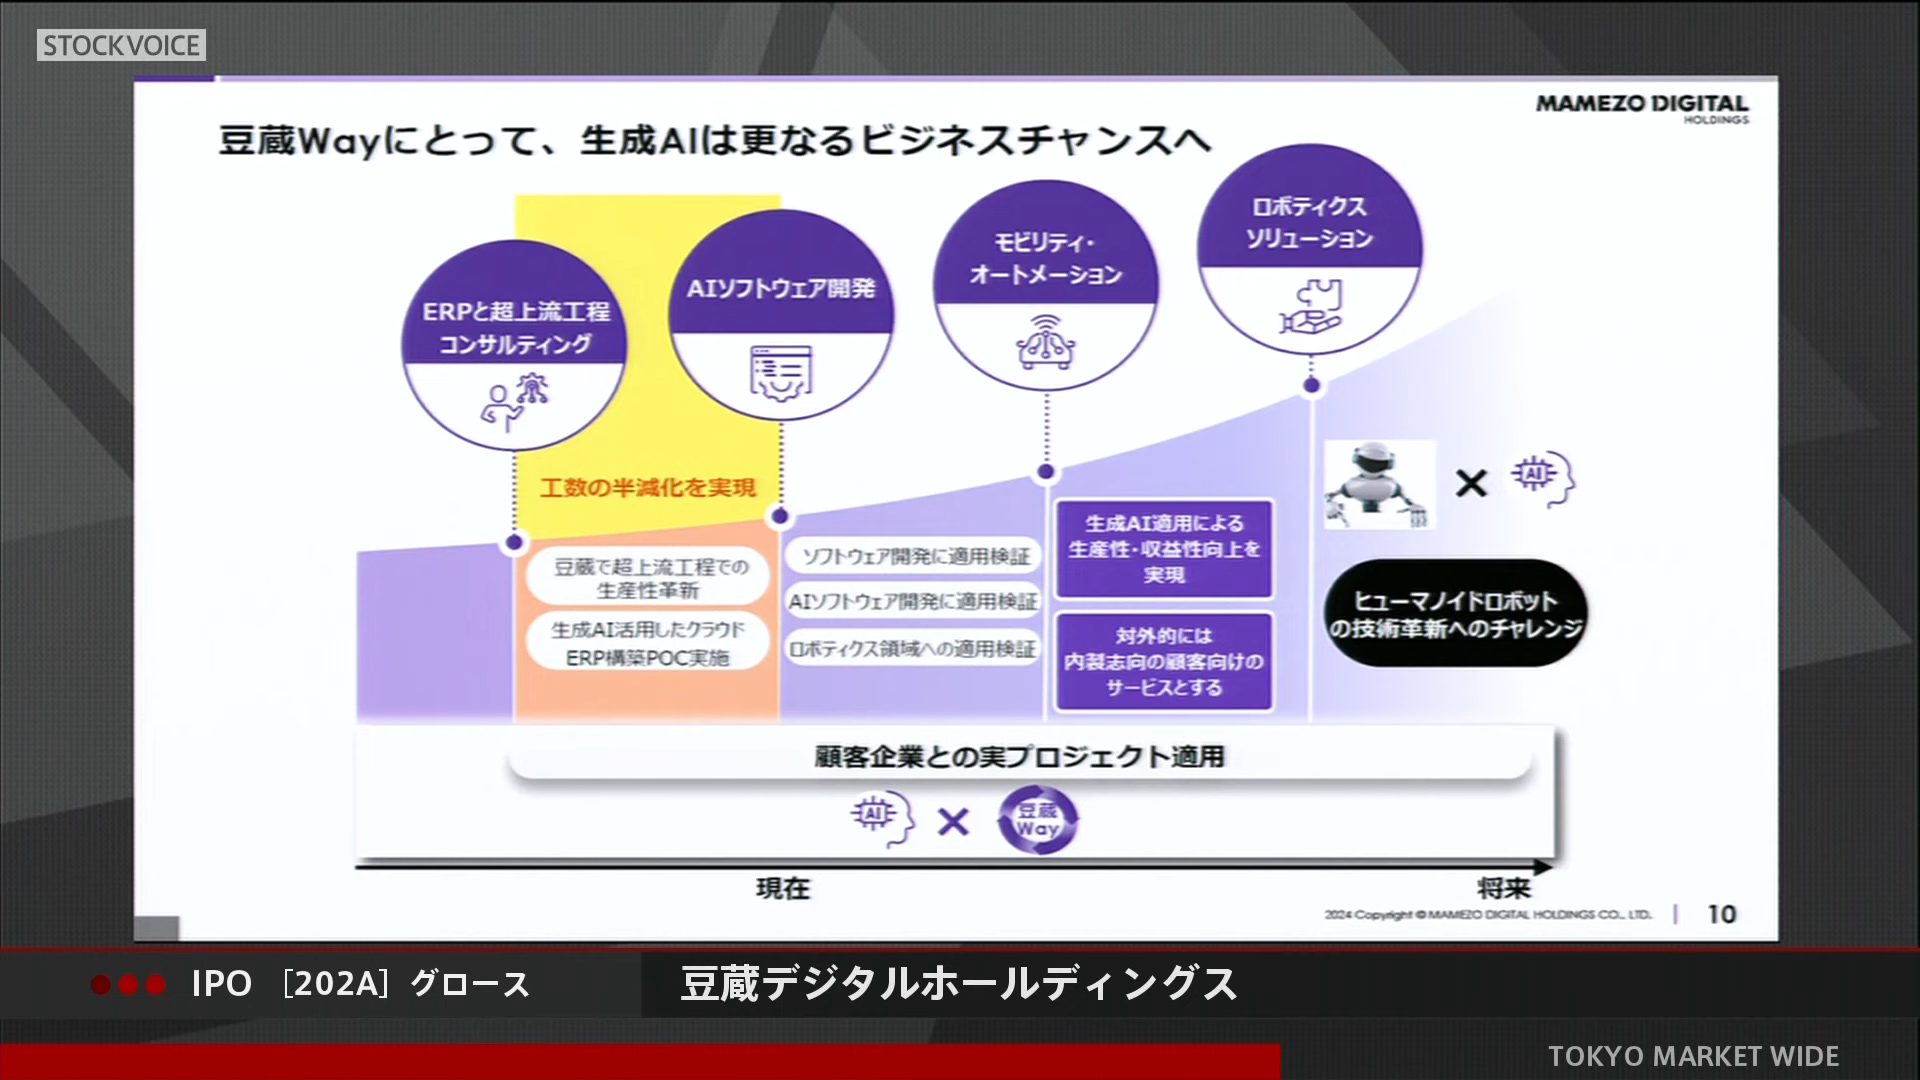 STOCKVOICE
MAMEZO DIGITAL
HOLDINGS
豆蔵Wayにとって、生成AIは更なるビジネスチャンスへ
ERPと超上流工程
コンサルティング
AIソフトウェア開発
モビリティ・
オートメーション
ロボティクス
ソリューション
工数の半減化を実現
豆蔵で超上流工程での
生産性革新
生成AI活用したクラウド
ERP構築POC実施
ソフトウェア開発に適用検証
AIソフトウェア開発に適用検証
ロボティクス領域への適用検証
生成AI適用による
生産性・収益性向上を
実現
対外的には
内製志向の顧客向けの
サービスとする
×
AI
ヒューマノイドロボット
の技術革新へのチャレンジ
顧客企業との実プロジェクト適用
AI
×
豆蔵
Way
現在
将来
2024 Copyright © MAMEZO DIGITAL HOLDINGS CO., LTD.
10
IPO [202A] グロース
豆蔵デジタルホールディングス
TOKYO MARKET WIDE